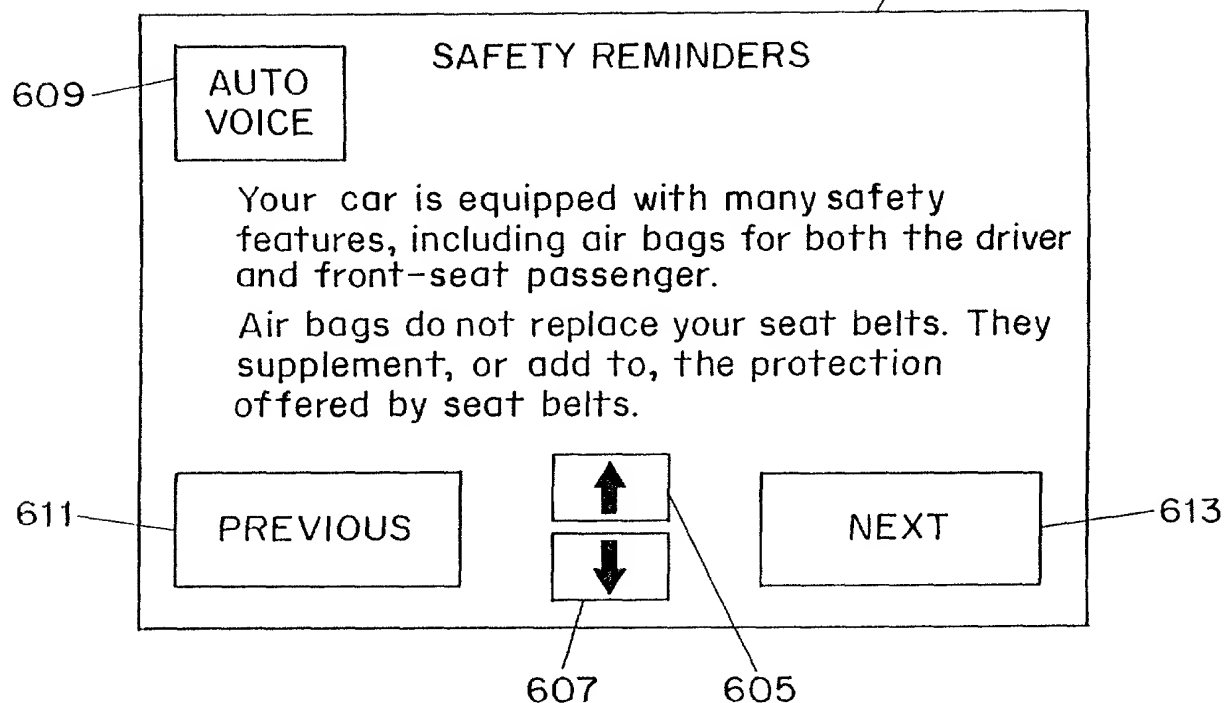 SAFETY REMINDERS
609
AUTO
VOICE
Your car is equipped with many safety
features, including air bags for both the driver
and front-seat passenger.
Air bags do not replace your seat belts. They
supplement, or add to, the protection
offered by seat belts.
611
PREVIOUS
NEXT
613
607
605